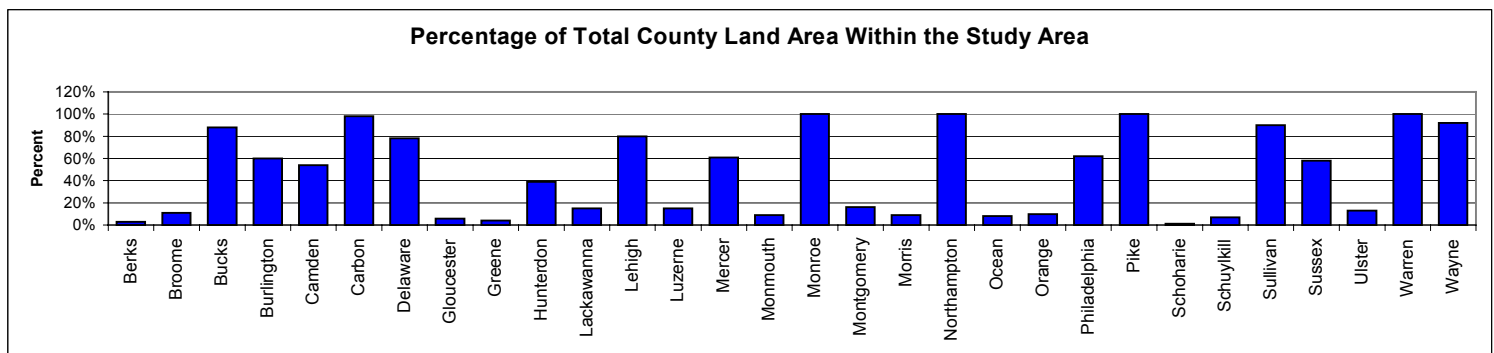 Percentage of Total County Land Area Within the Study Area
120%
100%
80%
60%
40%
20%
0%
Percent
Berks
Broome
Bucks
Burlington
Camden
Carbon
Delaware
Gloucester
Greene
Hunterdon
Lackawanna
Lehigh
Luzerne
Mercer
Monmouth
Monroe
Montgomery
Morris
Northampton
Ocean
Orange
Philadelphia
Pike
Schoharie
Schuylkill
Sullivan
Sussex
Ulster
Warren
Wayne